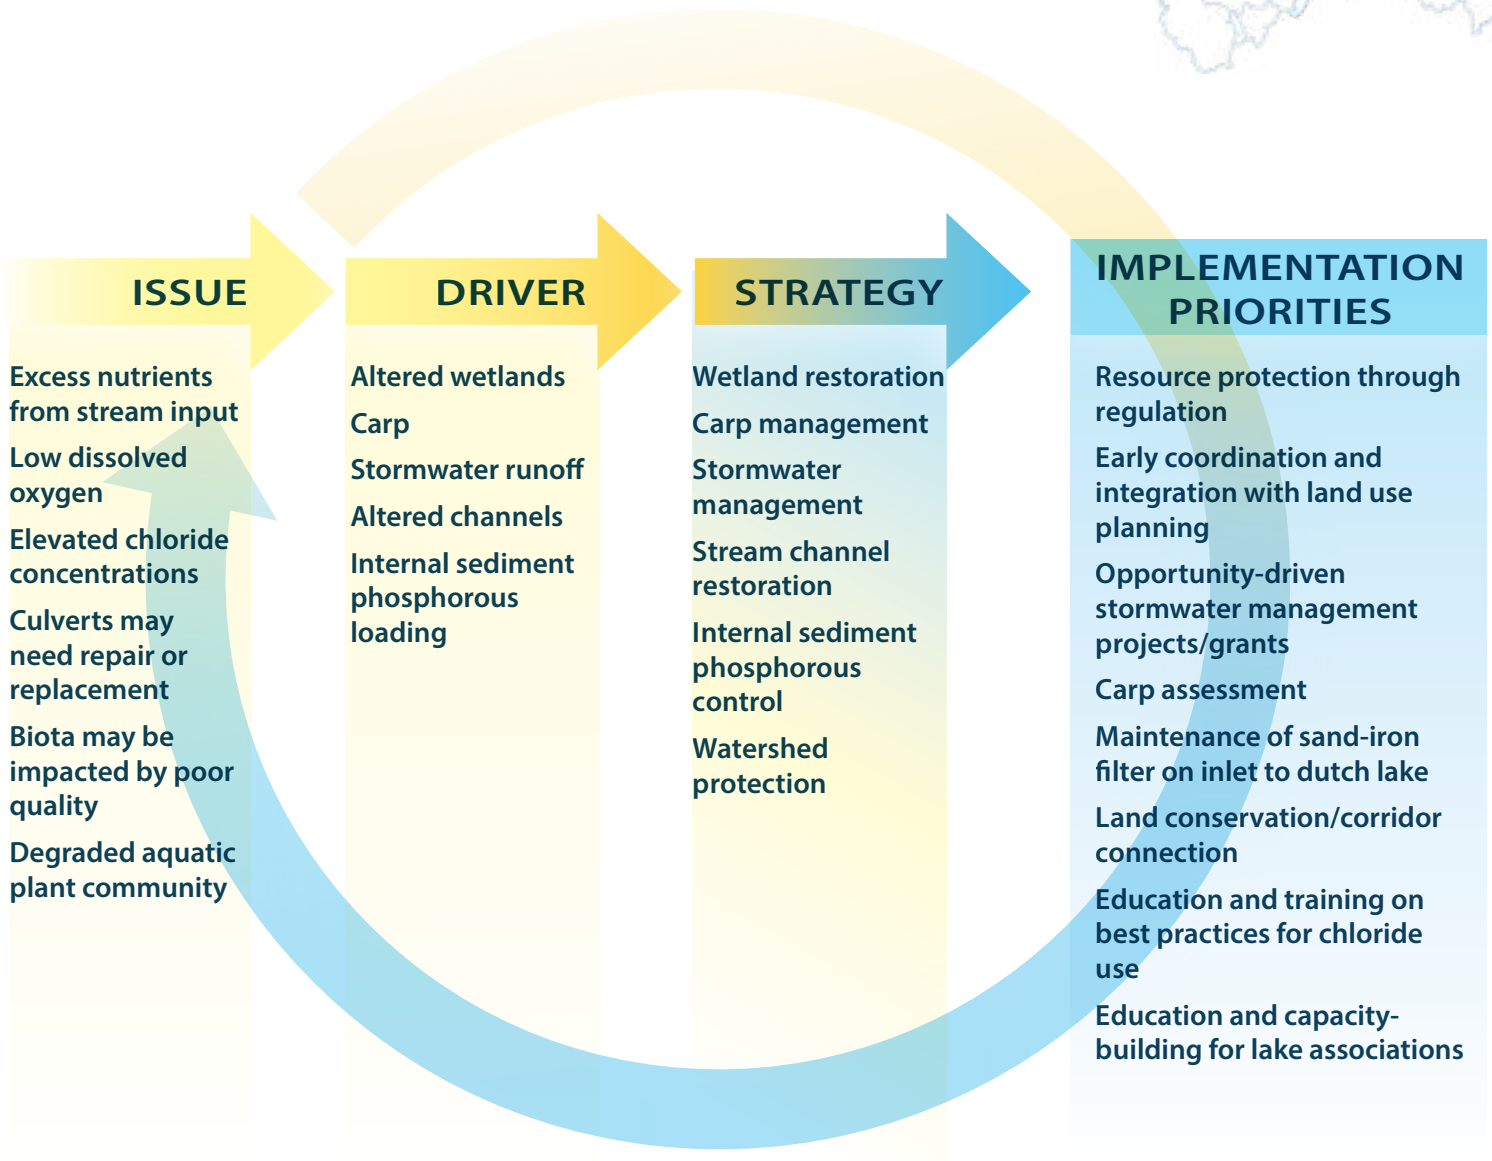 ISSUE
Excess nutrients
from stream input
Low dissolved
oxygen
Elevated chloride
concentrations
Culverts may
need repair or
replacement
Biota may be
impacted by poor
quality
Degraded aquatic
plant community
DRIVER
Altered wetlands
Carp
Stormwater runoff
Altered channels
Internal sediment
phosphorous
loading
STRATEGY
Wetland restoration
Carp management
Stormwater
management
Stream channel
restoration
Internal sediment
phosphorous
control
Watershed
protection
IMPLEMENTATION
PRIORITIES
Resource protection through
regulation
Early coordination and
integration with land use
planning
Opportunity-driven
stormwater management
projects/grants
Carp assessment
Maintenance of sand-iron
filter on inlet to dutch lake
Land conservation/corridor
connection
Education and training on
best practices for chloride
use
Education and capacity-
building for lake associations